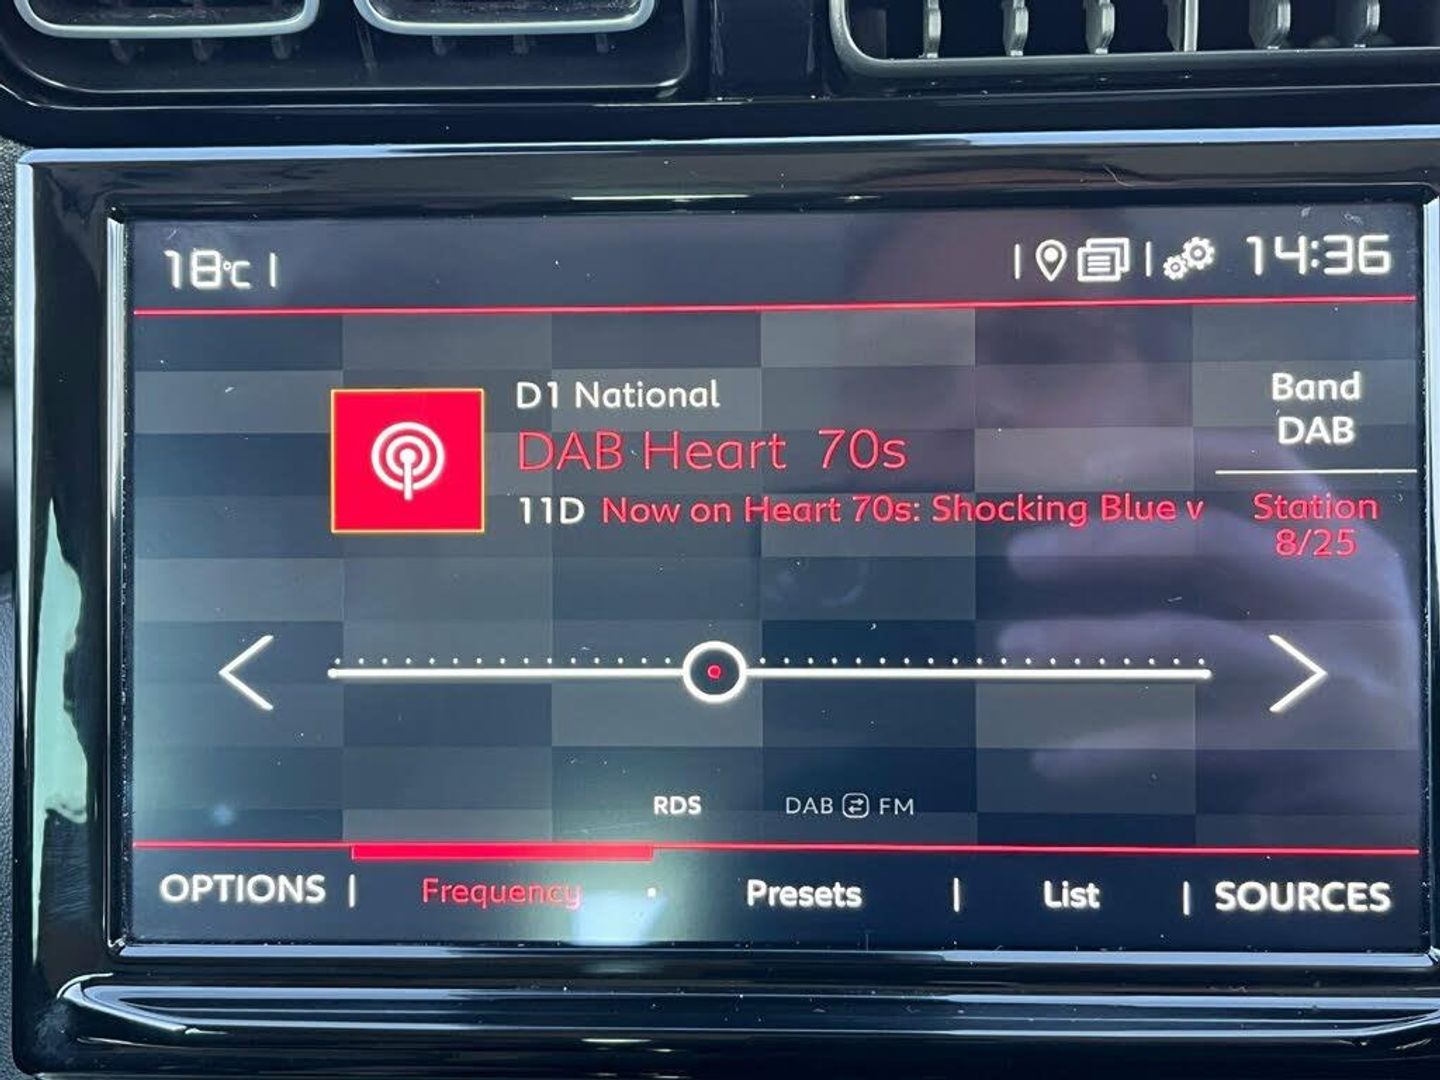 18°C
14:36
D1 National
DAB Heart 70s
11D Now on Heart 70s: Shocking Blue v
Band
DAB
Station
8/25
RDS
DAB FM
OPTIONS
Frequency
Presets
List
SOURCES